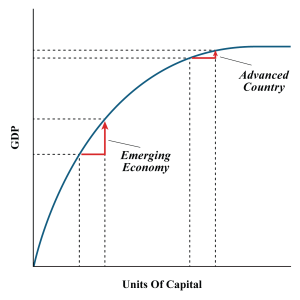 Advanced
Country
GDP
Emerging
Economy
Units Of Capital